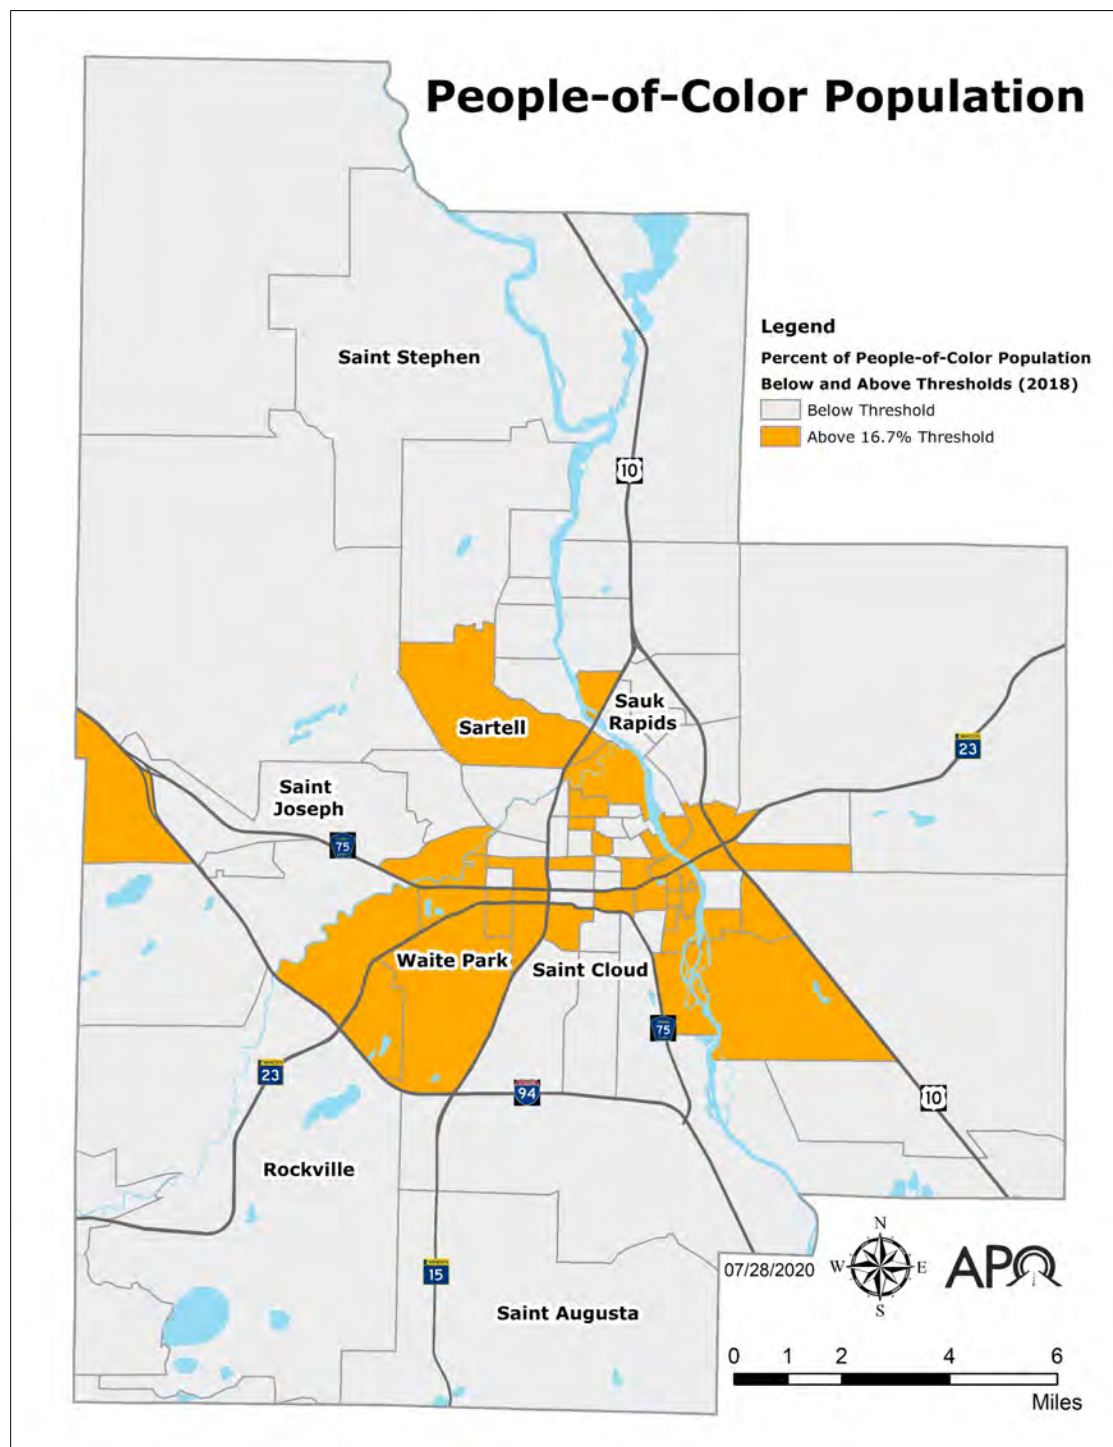 People-of-Color Population
Legend
Percent of People-of-Color Population
Below and Above Thresholds (2018)
Below Threshold
Above 16.7% Threshold
Saint Stephen
10
Sauk
Rapids
Sartell
23
Saint
Joseph
75
Waite Park
Saint Cloud
75
23
94
10
Rockville
15
Saint Augusta
07/28/2020
N
W
E
S
APO
0 1 2 4 6
Miles